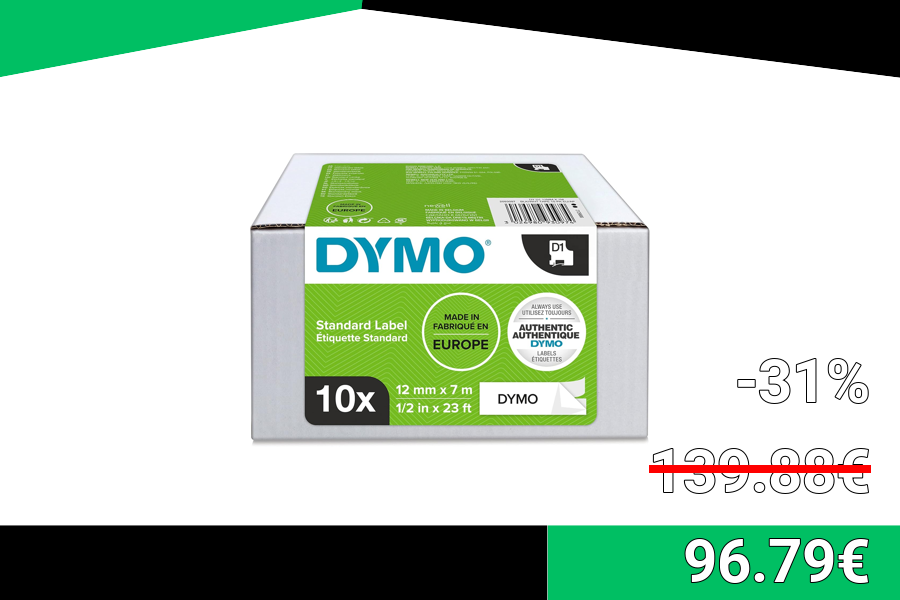 EUROPE
DYMO®
D1
Standard Label
Étiquette Standard
MADE IN
FABRIQUÉ EN
EUROPE
ALWAYS USE
UTILISEZ TOUJOURS
AUTHENTIC
AUTHENTIQUE
DYMO
LABELS
ÉTIQUETTES
10x
12 mm x 7 m
1/2 in x 23 ft
DYMO
-31%
139.88€
96.79€